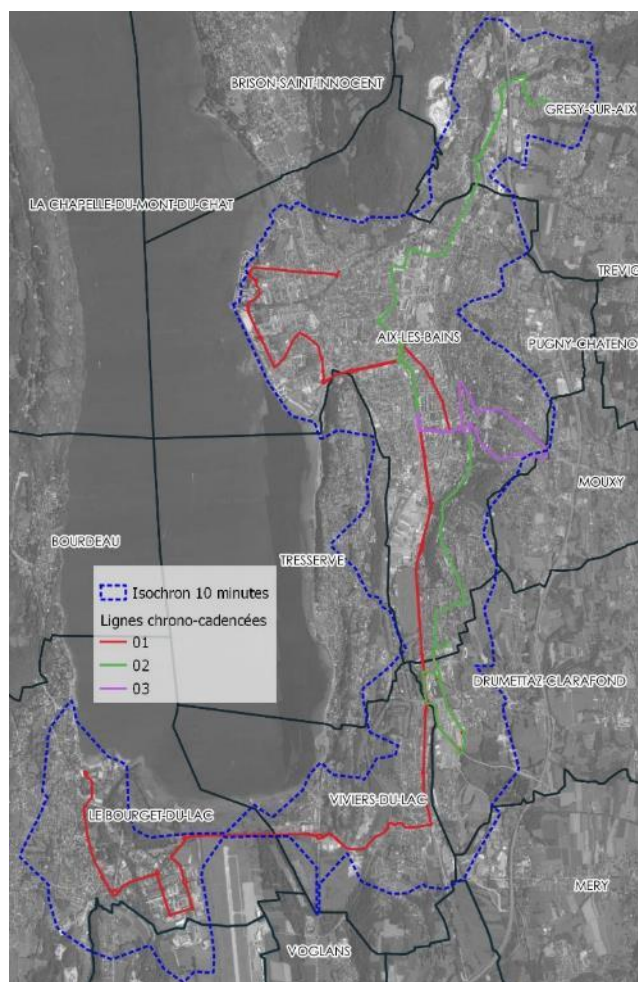 BRISON-SAINT-INNOCENT
GRESY-SUR-AIX
LA CHAPELLE-DU-MONT-DU-CHAT
TREVIG
AIX-LES-BAINS
PUGNY-CHATENO
MOUXY
BOURDEAU
TRESSERVE
Isochron 10 minutes
Lignes chrono-cadencées
01
02
03
DRUMETTAZ-CLARAFOND
LE BOURGET-DU-LAC
VIVIERS-DU-LAC
MERY
VOGLANS